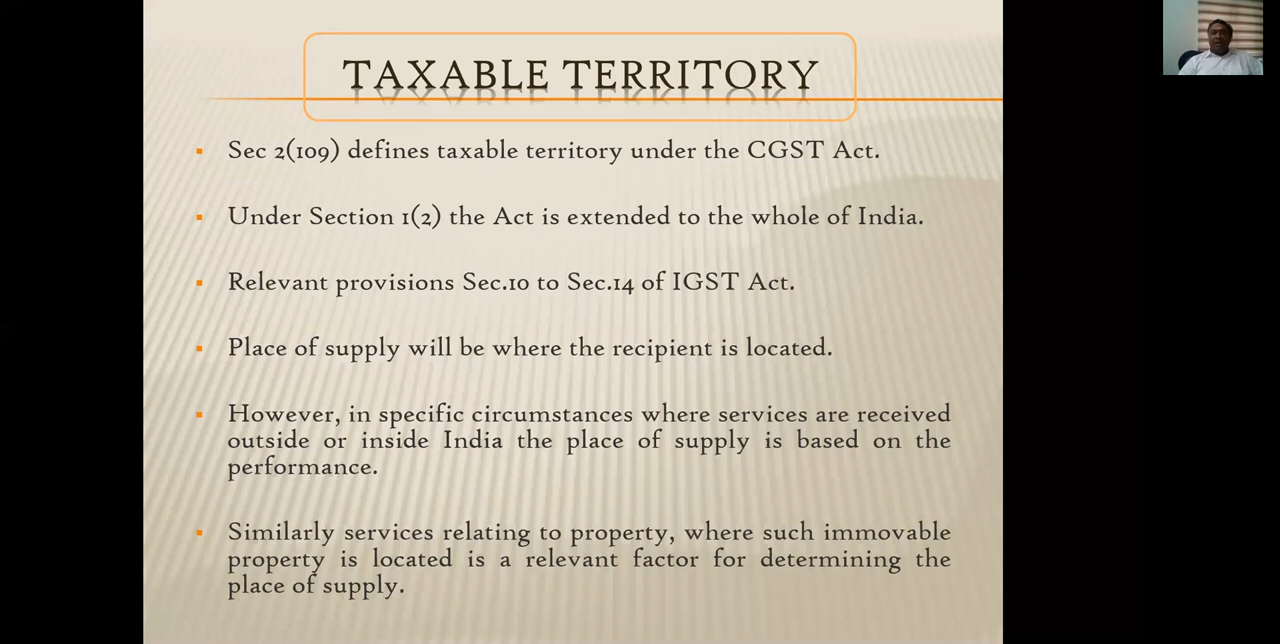 TAXABLE TERRITORY
Sec 2(109) defines taxable territory under the CGST Act.
Under Section 1(2) the Act is extended to the whole of India.
Relevant provisions Sec.10 to Sec.14 of IGST Act.
Place of supply will be where the recipient is located.
However, in specific circumstances where services are received
outside or inside India the place of supply is based on the
performance.
Similarly services relating to property, where such immovable
property is located is a relevant factor for determining the
place of supply.